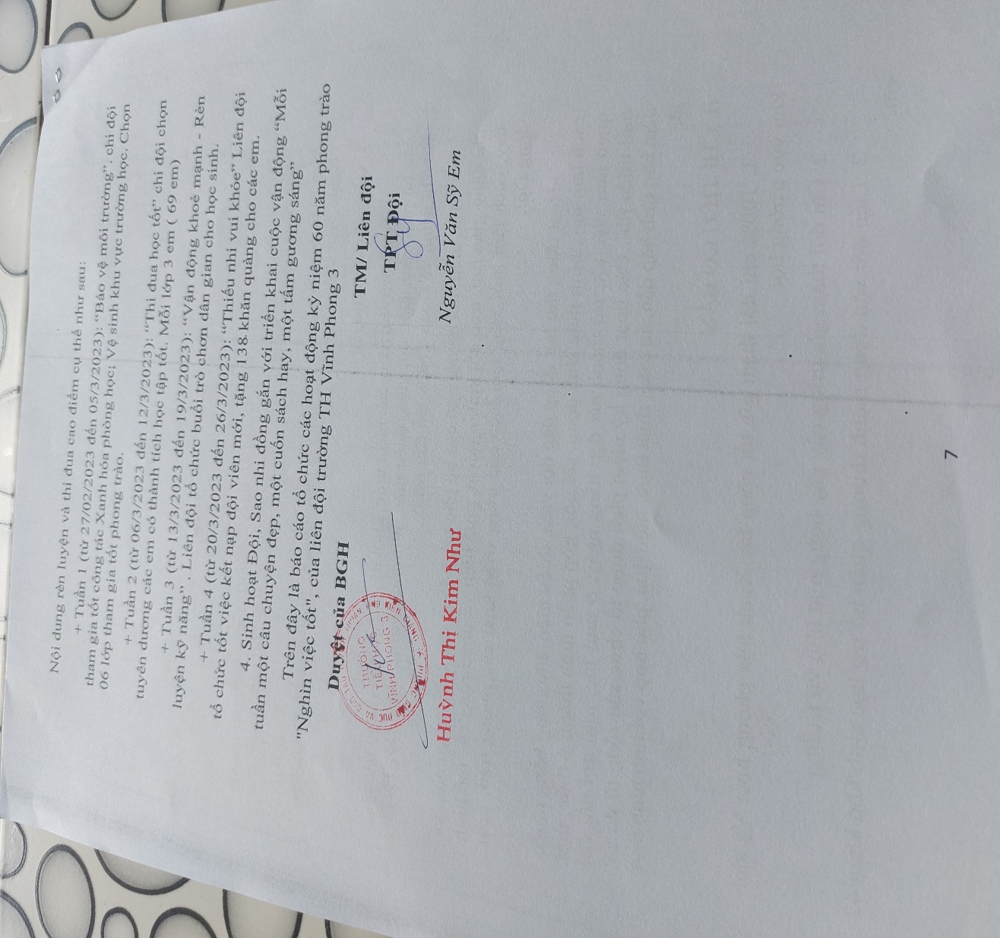 Nội dung rèn luyện và thi đua cao điểm cụ thể như sau:
+ Tuần 1 (từ 27/02/2023 đến 05/3/2023): “Bảo vệ môi trường”. chi đội
tham gia tốt công tác Xanh hóa phòng học; Vệ sinh khu vực trường học. Chọn
06 lớp tham gia tốt phong trào.
+ Tuần 2 (từ 06/3/2023 đến 12/3/2023): “Thi đua học tốt” chi đội chọn
tuyên dương các em có thành tích học tập tốt. Mỗi lớp 3 em ( 69 em)
+ Tuần 3 (từ 13/3/2023 đến 19/3/2023): “Vận động khoẻ mạnh - Rèn
luyện kỹ năng” . Liên đội tổ chức buổi trò chơn dân gian cho học sinh.
+ Tuần 4 (từ 20/3/2023 đến 26/3/2023): “Thiếu nhi vui khỏe” Liên đội
tổ chức tốt việc kết nạp đội viên mới, tặng 138 khăn quàng cho các em.
4. Sinh hoạt Đội, Sao nhi đồng gắn với triển khai cuộc vận động “Mỗi
tuần một câu chuyện đẹp, một cuốn sách hay, một tấm gương sáng”
Trên đây là báo cáo tổ chức các hoạt động kỷ niệm 60 năm phong trào
"Nghìn việc tốt", của liên đội trường TH Vĩnh Phong 3
Duyệt của BGH
TM/ Liên đội
TPT Đội
TRƯỜNG
TIỂU HỌC
VĨNH PHONG 3
Sỹ
Huỳnh Thị Kim Như
Nguyễn Văn Sỹ Em
7